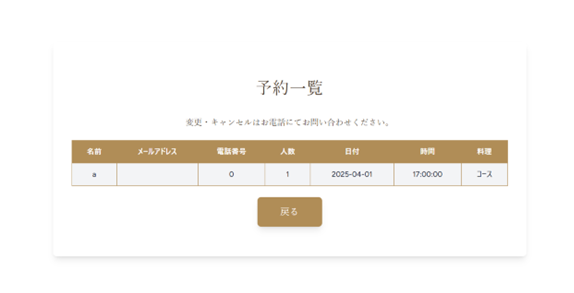 予約一覧
変更・キャンセルはお電話にてお問い合わせください。
名前 メールアドレス 電話番号 人数 日付 時間 料理
a 0 1 2025-04-01 17:00:00 コース
戻る